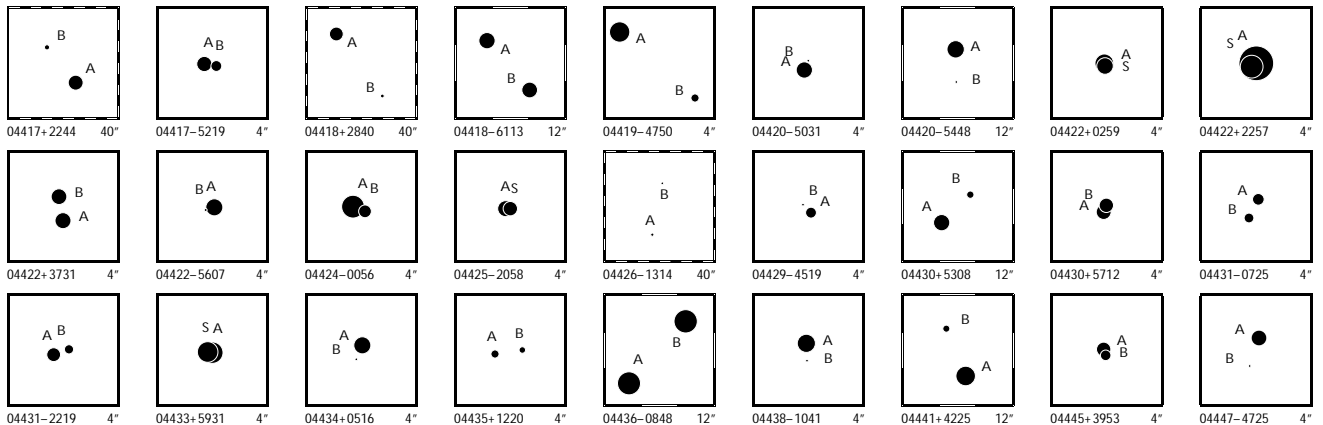 B A A B A B A B A B B A A B A S S A
04417+2244 40″ 04417−5219 4″ 04418+2840 40″ 04418−6113 12″ 04419−4750 4″ 04420−5031 4″ 04420−5448 12″ 04422+0259 4″ 04422+2257 4″
B A B A A B A S B A B A B A B A A B
04422+3731 4″ 04422−5607 4″ 04424−0056 4″ 04425−2058 4″ 04426−1314 40″ 04429−4519 4″ 04430+5308 12″ 04430+5712 4″ 04431−0725 4″
A B S A A B A B B A A B B A A B A B
04431−2219 4″ 04433+5931 4″ 04434+0516 4″ 04435+1220 4″ 04436−0848 12″ 04438−1041 4″ 04441+4225 12″ 04445+3953 4″ 04447−4725 4″